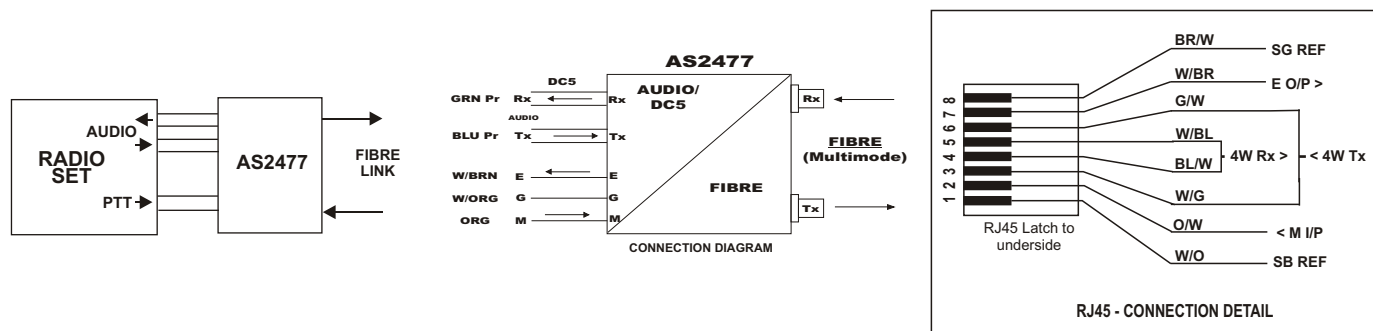 AUDIO
RADIO
SET
PTT
AS2477
FIBRE
LINK
AS2477
DC5
GRN Pr Rx Rx
AUDIO
BLU Pr Tx Tx
W/BRN E E
W/ORG G G
ORG M M
AUDIO/
DC5
FIBRE
Rx
FIBRE
(Multimode)
Tx
CONNECTION DIAGRAM
8
7
6
5
4
3
2
1
BR/W SG REF
W/BR E O/P >
G/W
W/BL
4W Rx > < 4W Tx
BL/W
W/G
O/W < M I/P
W/O SB REF
RJ45 Latch to
underside
RJ45 - CONNECTION DETAIL